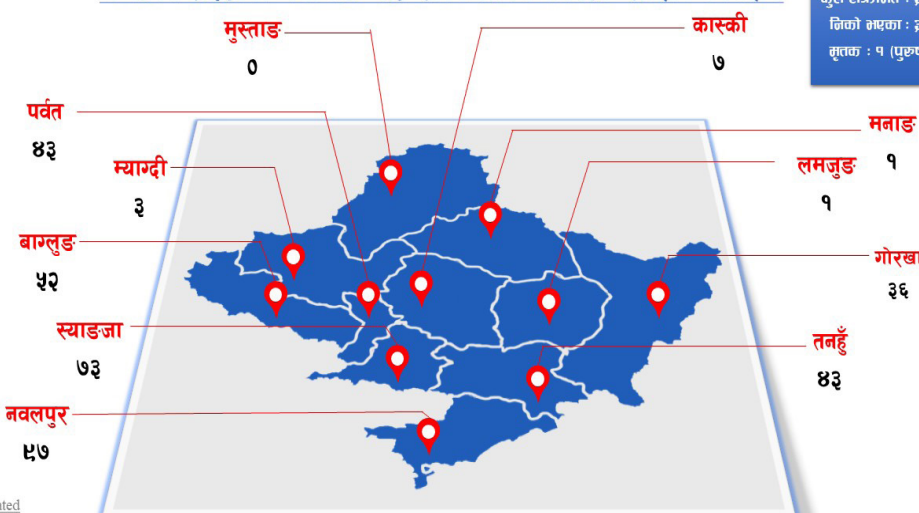 मुस्ताङ
०
कास्की
७
निको भएका :
मृतक : १
पर्वत
४३
मनाङ
१
म्याग्दी
३
लमजुङ
१
बाग्लुङ
५२
गोरखा
३६
स्याङजा
७३
तनहुँ
४३
नवलपुर
९७